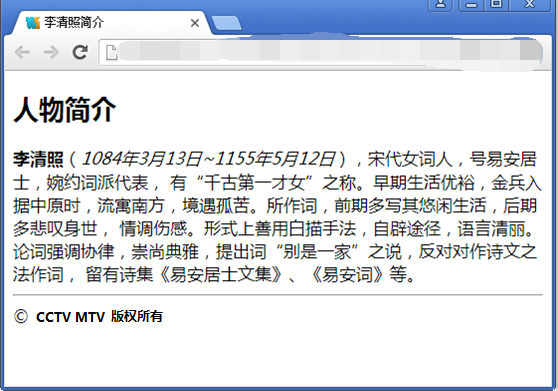 李清照简介
人物简介
李清照（1084年3月13日~1155年5月12日），宋代女词人，号易安居
士，婉约词派代表， 有“千古第一才女”之称。早期生活优裕，金兵入
据中原时，流寓南方，境遇孤苦。所作词，前期多写其悠闲生活，后期
多悲叹身世， 情调伤感。形式上善用白描手法，自辟途径，语言清丽。
论词强调协律，崇尚典雅，提出词“别是一家”之说，反对对作诗文之
法作词， 留有诗集《易安居士文集》、《易安词》等。
© CCTV MTV 版权所有